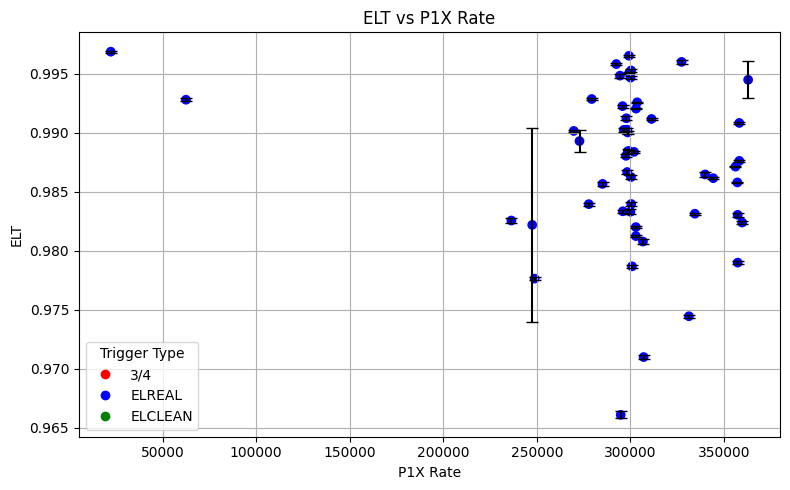 ELT vs P1X Rate
0.995
0.990
0.985
0.980
0.975
0.970
0.965
ELT
Trigger Type
3/4
ELREAL
ELCLEAN
50000 100000 150000 200000 250000 300000 350000
P1X Rate